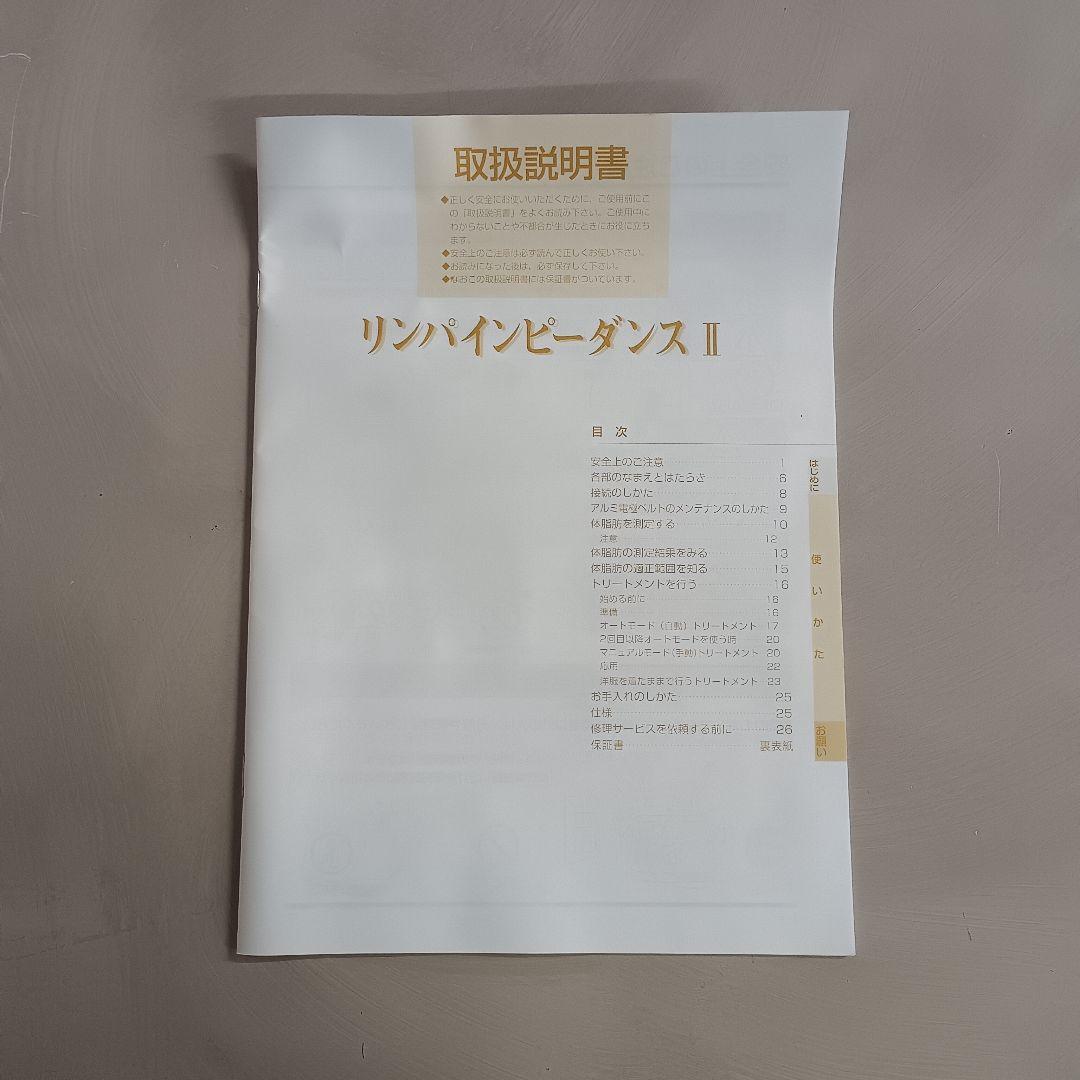 取扱説明書
◆正しく安全にお使いいただくために、ご使用前にこ
の「取扱説明書」をよくお読み下さい。ご使用中に
わからないことや不都合が生じたときにお役に立ち
ます。
◆安全上のご注意は必ず読んで正しくお使い下さい。
◆お読みになった後は、必ず保存して下さい。
◆なおこの取扱説明書には保証書がついています。
リンパインピーダンス II
目 次
安全上のご注意 1
各部のなまえとはたらき 6
接続のしかた 8
アルミ電極ベルトのメンテナンスのしかた 9
体脂肪を測定する 10
注意 12
体脂肪の測定結果をみる 13
体脂肪の適正範囲を知る 15
トリートメントを行う 16
始める前に 16
準備 16
オートモード（自動）トリートメント 17
2回目以降オートモードを使う時 20
マニュアルモード(手動)トリートメント 20
応用 22
洋服を着たままで行うトリートメント 23
お手入れのしかた 25
仕様 25
修理サービスを依頼する前に 26
保証書 裏表紙
はじめに
使いかた
お願い